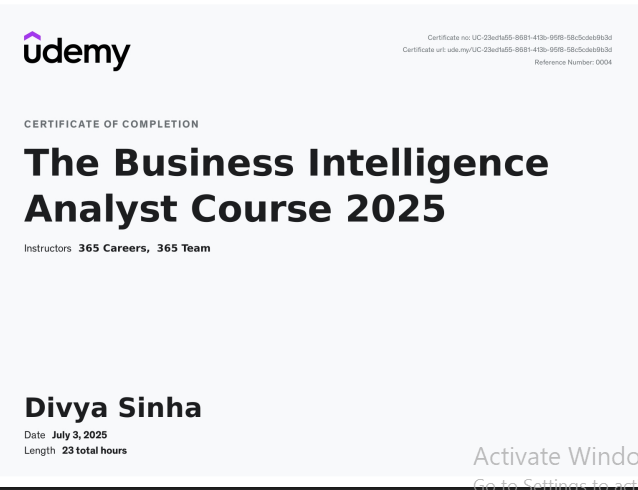 udemy
Certificate no: UC-23ed1a55-8681-413b-95f8-58c5cdeb9b3d
Certificate url: ude.my/UC-23ed1a55-8681-413b-95f8-58c5cdeb9b3d
Reference Number: 0004
CERTIFICATE OF COMPLETION
The Business Intelligence
Analyst Course 2025
Instructors 365 Careers, 365 Team
Divya Sinha
Date July 3, 2025
Length 23 total hours
Activate Windo
Go to Settings to act